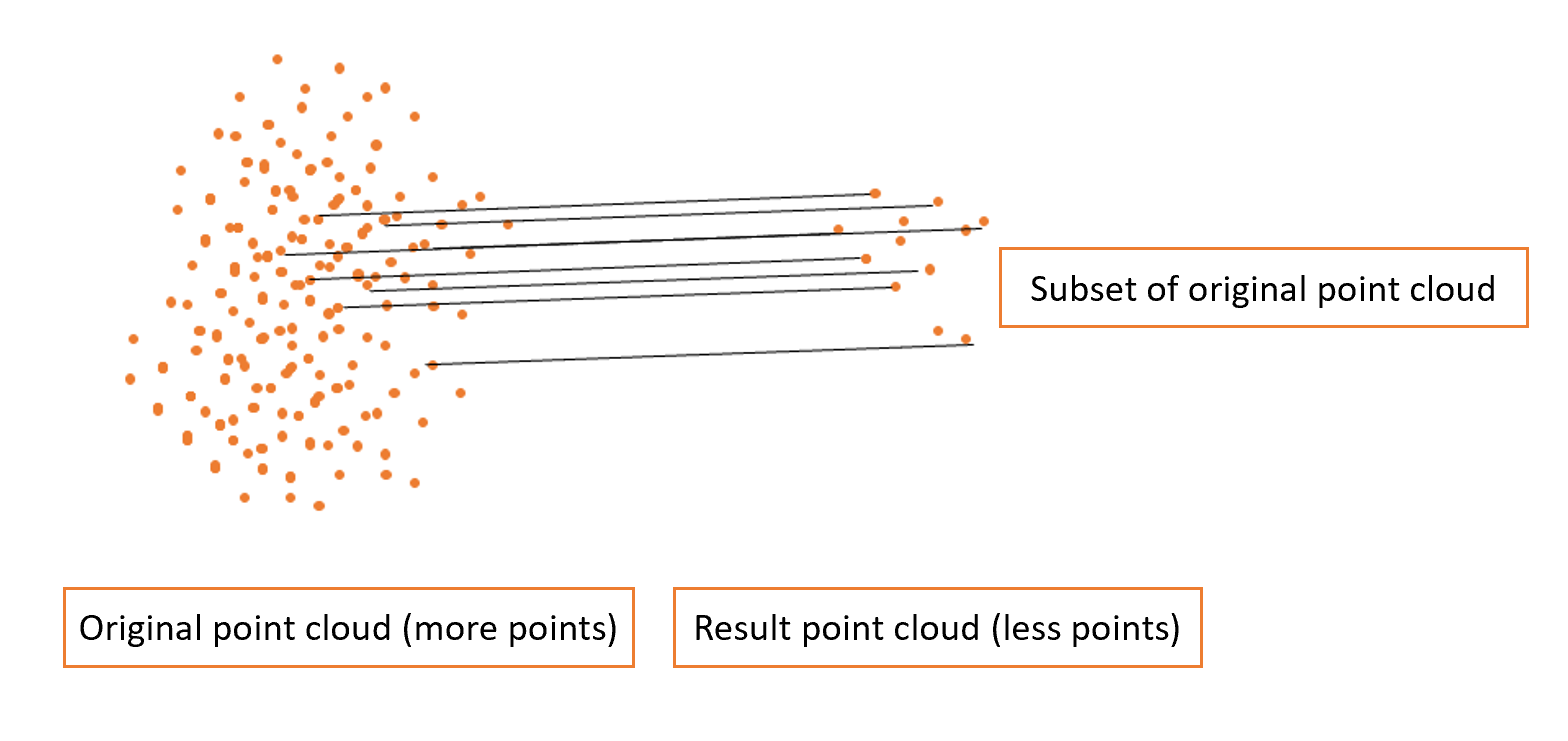 Subset of original point cloud
Original point cloud (more points)
Result point cloud (less points)